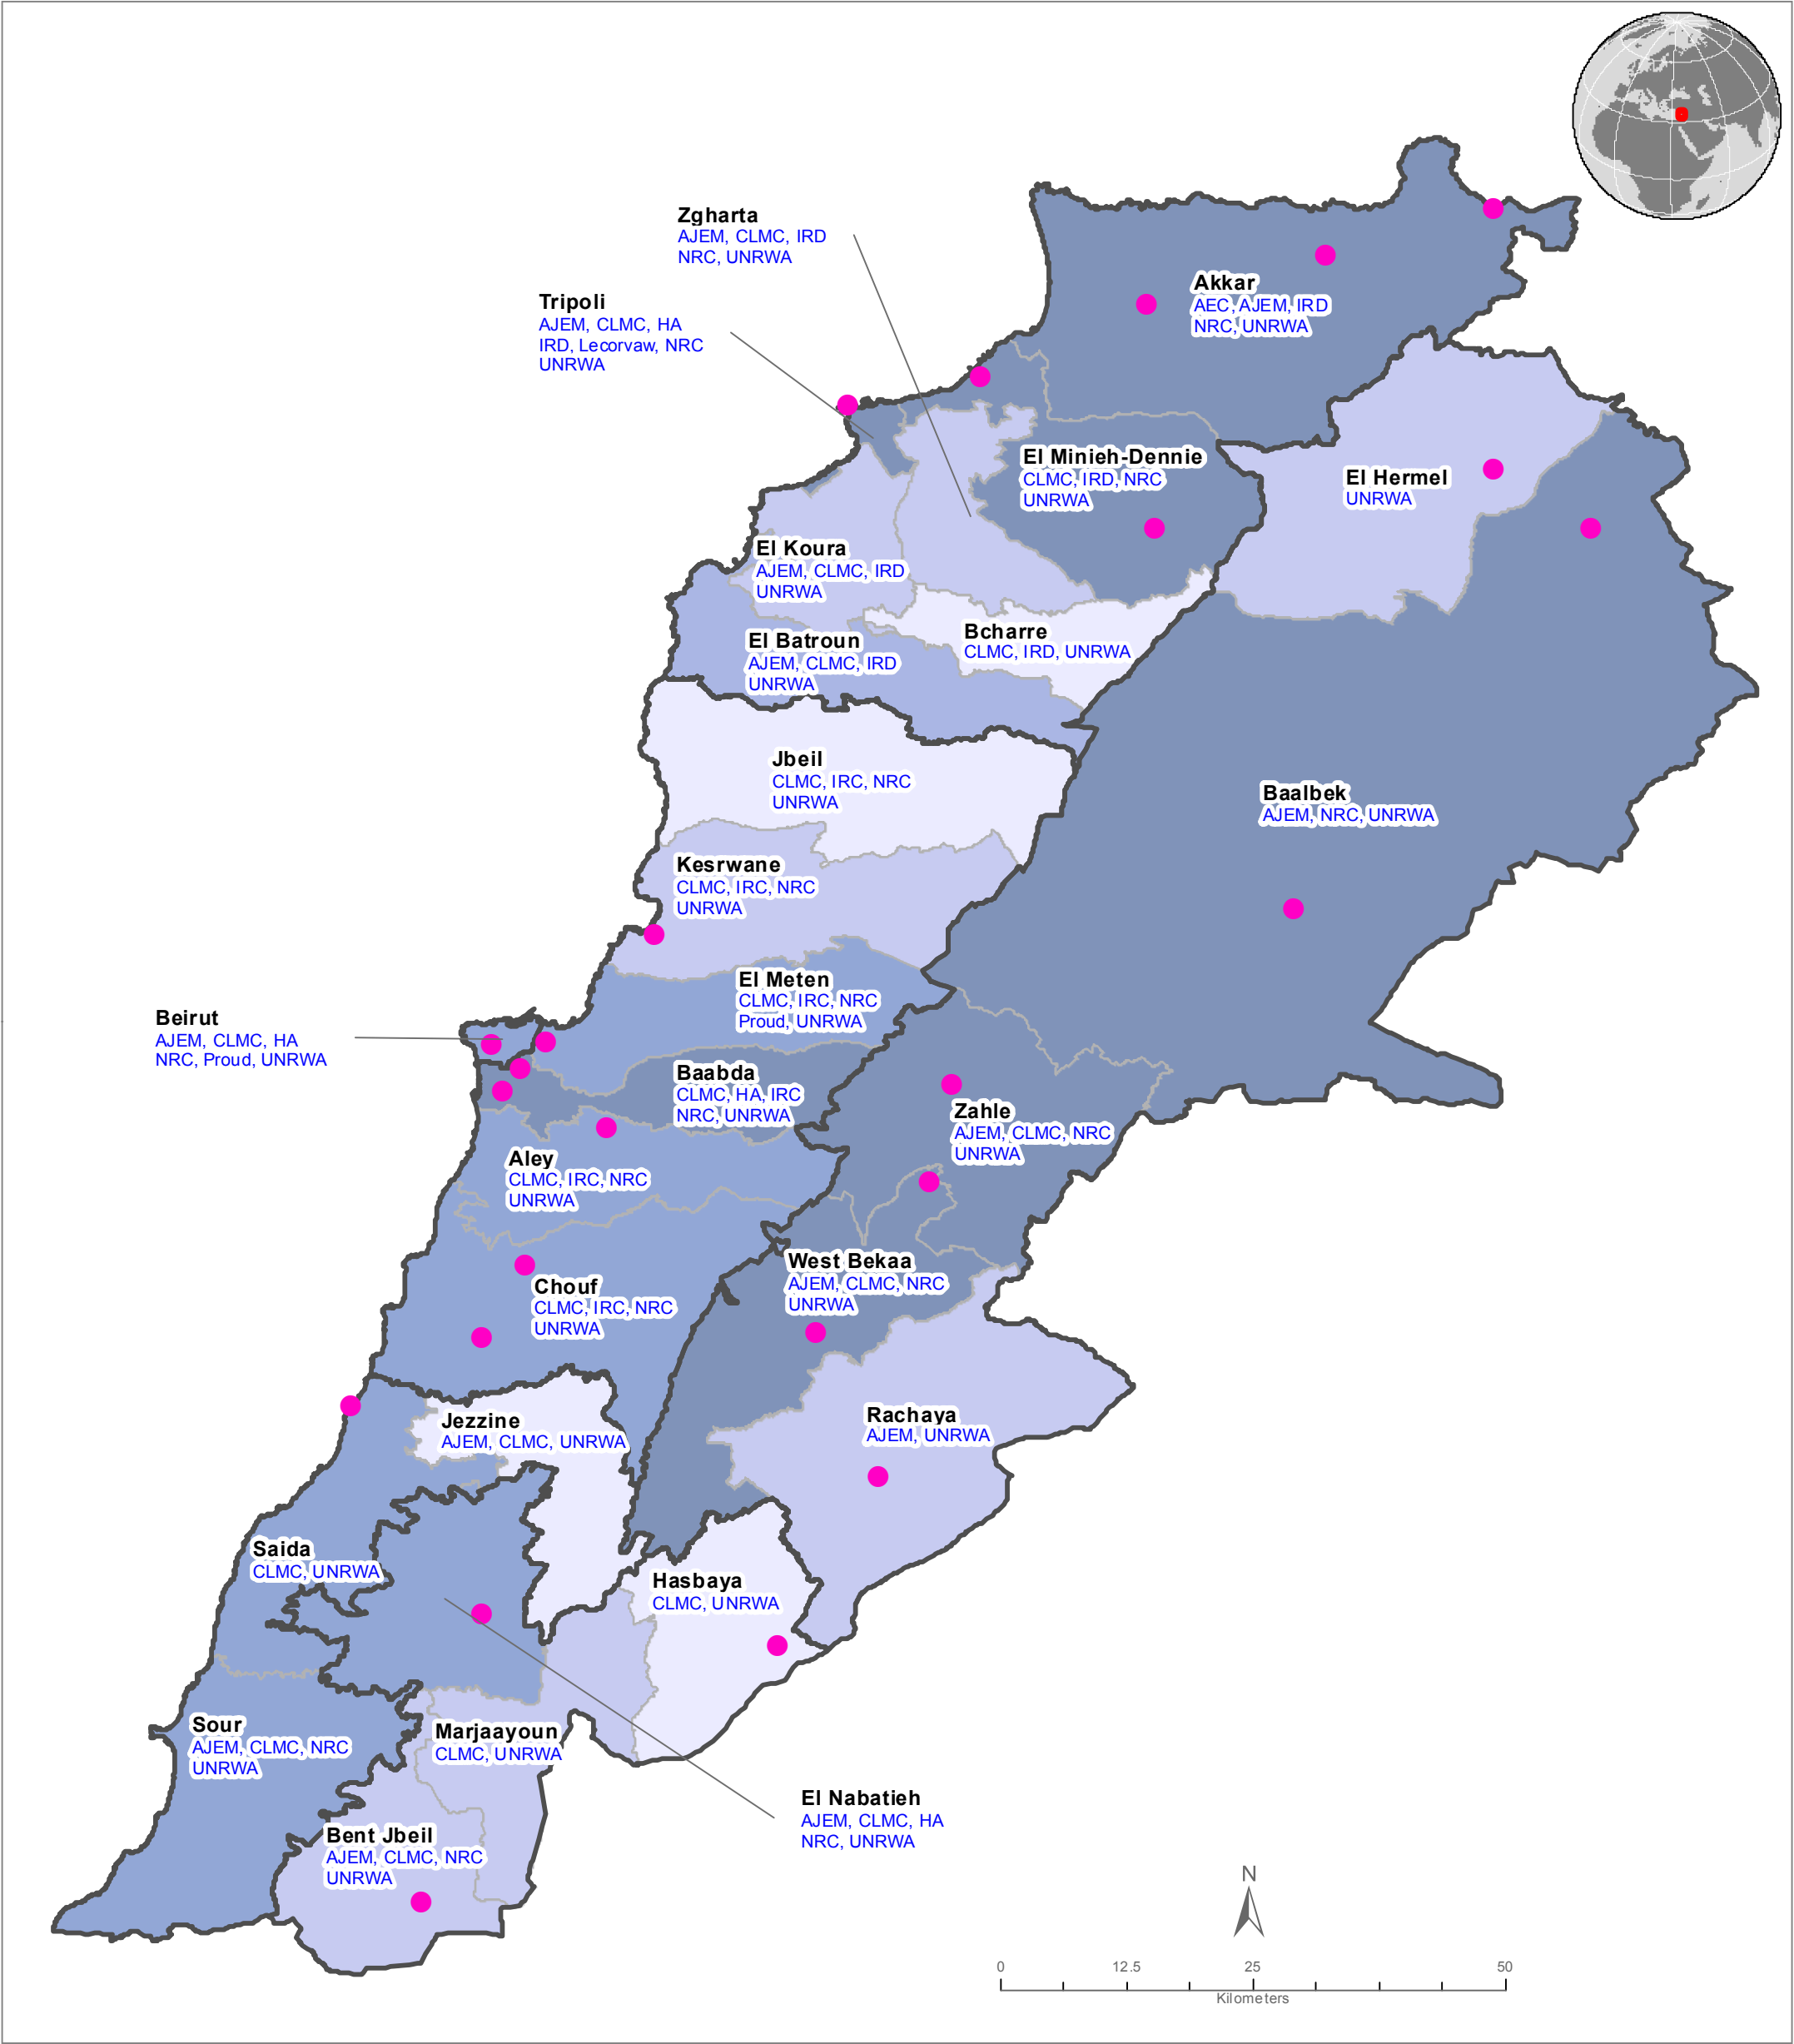 Zgharta
AJEM, CLMC, IRD
NRC, UNRWA
Tripoli
AJEM, CLMC, HA
IRD, Lecorvaw, NRC
UNRWA
Akkar
AEC, AJEM, IRD
NRC, UNRWA
El Minieh-Dennie
CLMC, IRD, NRC
UNRWA
El Hermel
UNRWA
El Koura
AJEM, CLMC, IRD
UNRWA
Bcharre
CLMC, IRD, UNRWA
El Batroun
AJEM, CLMC, IRD
UNRWA
Jbeil
CLMC, IRC, NRC
UNRWA
Baalbek
AJEM, NRC, UNRWA
Kesrwane
CLMC, IRC, NRC
UNRWA
El Meten
CLMC, IRC, NRC
Proud, UNRWA
Beirut
AJEM, CLMC, HA
NRC, Proud, UNRWA
Baabda
CLMC, HA, IRC
NRC, UNRWA
Zahle
AJEM, CLMC, NRC
UNRWA
Aley
CLMC, IRC, NRC
UNRWA
West Bekaa
AJEM, CLMC, NRC
UNRWA
Chouf
CLMC, IRC, NRC
UNRWA
Rachaya
AJEM, UNRWA
Jezzine
AJEM, CLMC, UNRWA
Saida
CLMC, UNRWA
Hasbaya
CLMC, UNRWA
Sour
AJEM, CLMC, NRC
UNRWA
Marjaayoun
CLMC, UNRWA
El Nabatieh
AJEM, CLMC, HA
NRC, UNRWA
Bent Jbeil
AJEM, CLMC, NRC
UNRWA
N
0 12.5 25 50
Kilometers